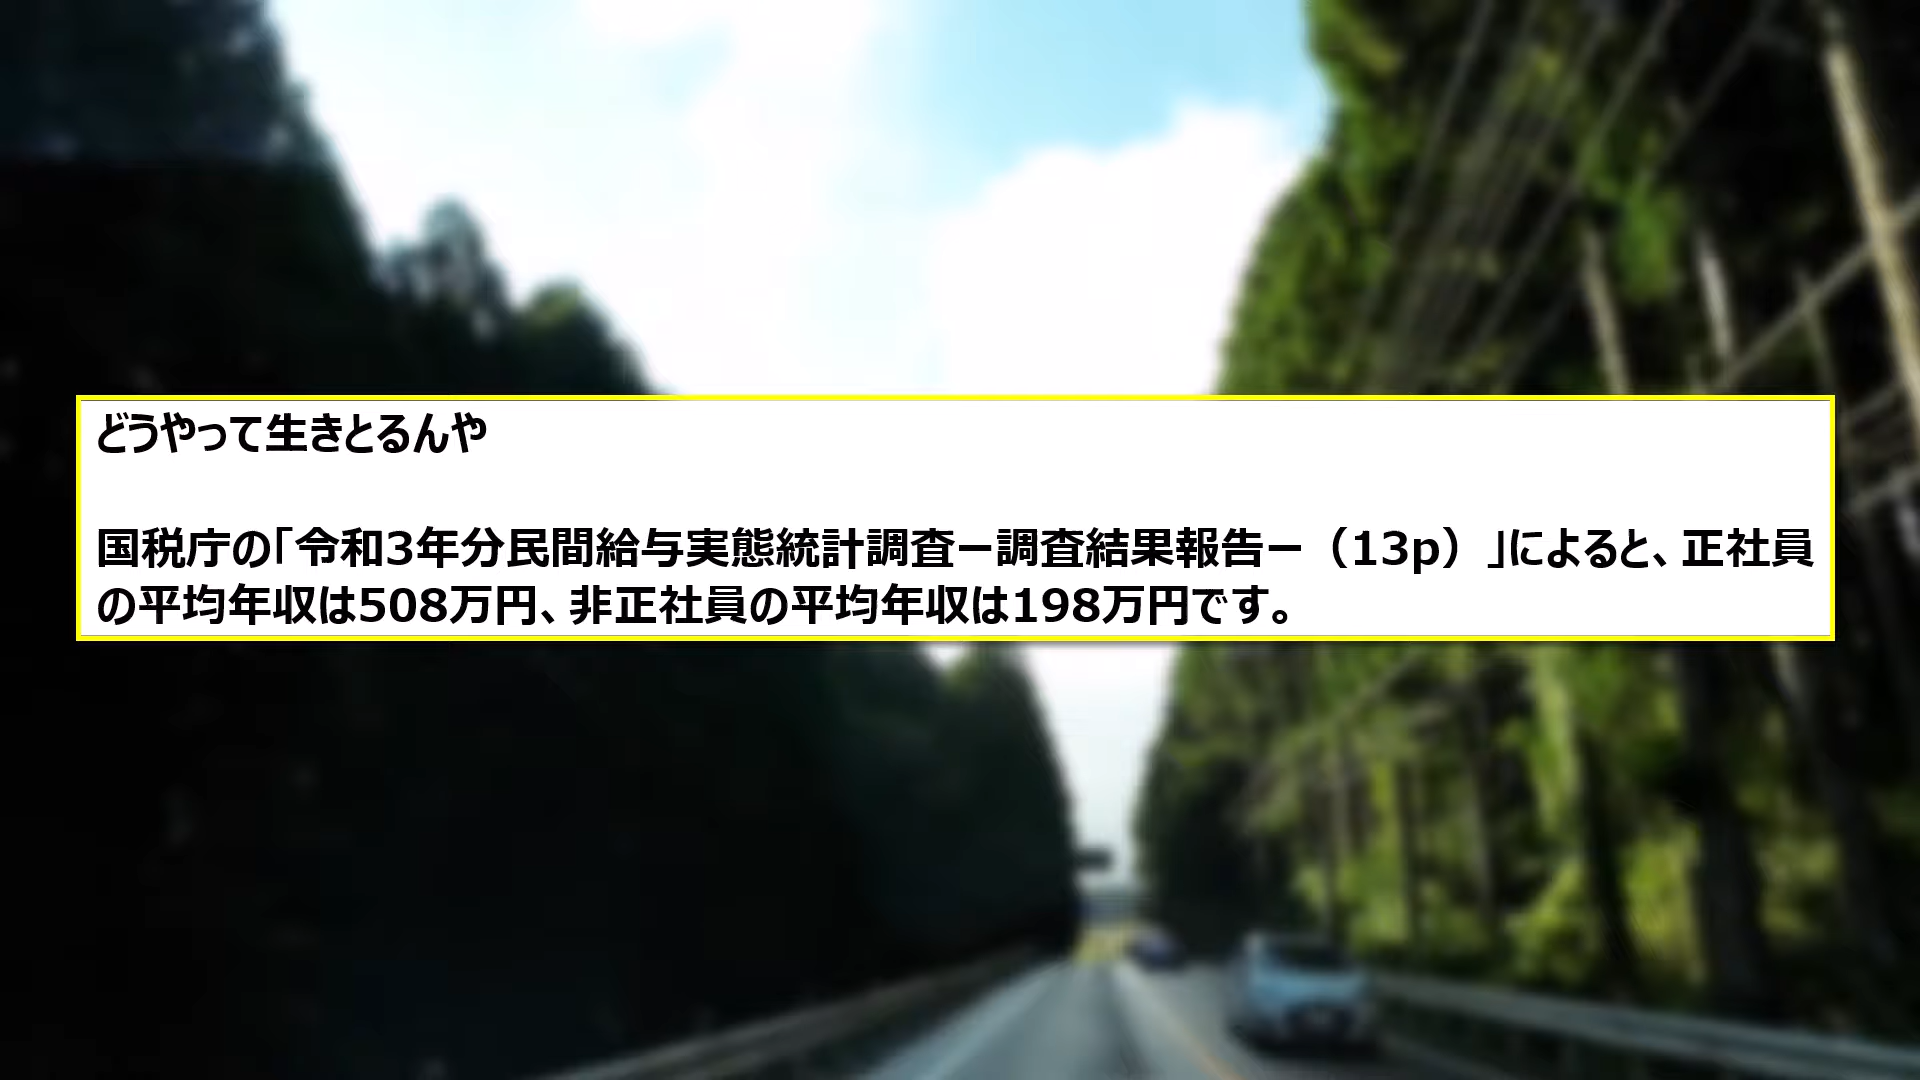 どうやって生きとるんや
国税庁の「令和3年分民間給与実態統計調査ー調査結果報告ー（13p）」によると、正社員
の平均年収は508万円、非正社員の平均年収は198万円です。